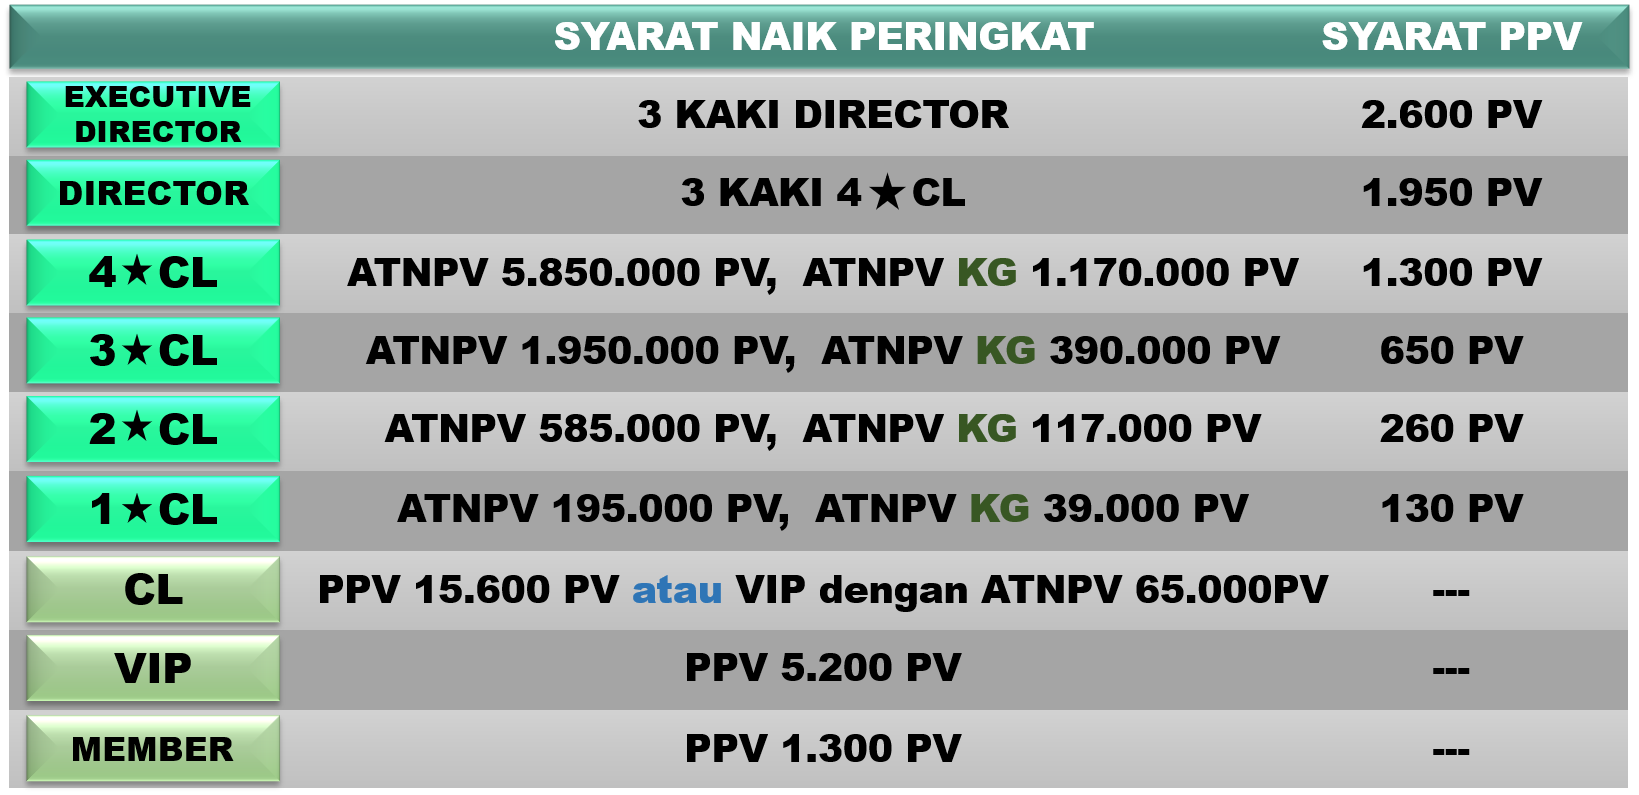 SYARAT NAIK PERINGKAT SYARAT PPV
EXECUTIVE
DIRECTOR 3 KAKI DIRECTOR 2.600 PV
DIRECTOR 3 KAKI 4★CL 1.950 PV
4★CL ATNPV 5.850.000 PV, ATNPV KG 1.170.000 PV 1.300 PV
3★CL ATNPV 1.950.000 PV, ATNPV KG 390.000 PV 650 PV
2★CL ATNPV 585.000 PV, ATNPV KG 117.000 PV 260 PV
1★CL ATNPV 195.000 PV, ATNPV KG 39.000 PV 130 PV
CL PPV 15.600 PV atau VIP dengan ATNPV 65.000PV ---
VIP PPV 5.200 PV ---
MEMBER PPV 1.300 PV ---